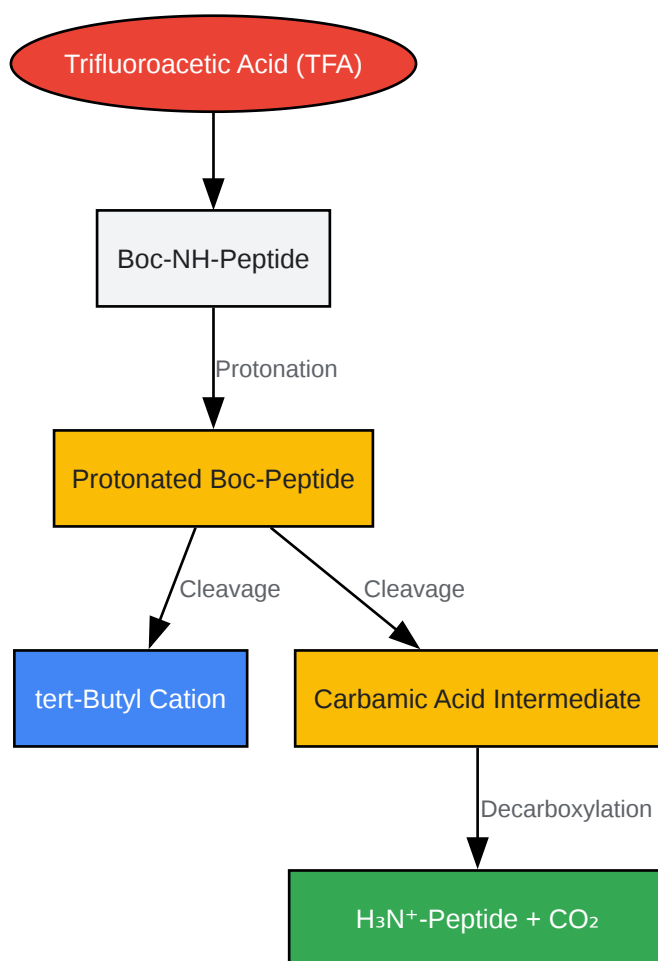 Trifluoroacetic Acid (TFA)
Boc-NH-Peptide
Protonation
Protonated Boc-Peptide
Cleavage
Cleavage
tert-Butyl Cation
Carbamic Acid Intermediate
Decarboxylation
H₃N⁺-Peptide + CO₂